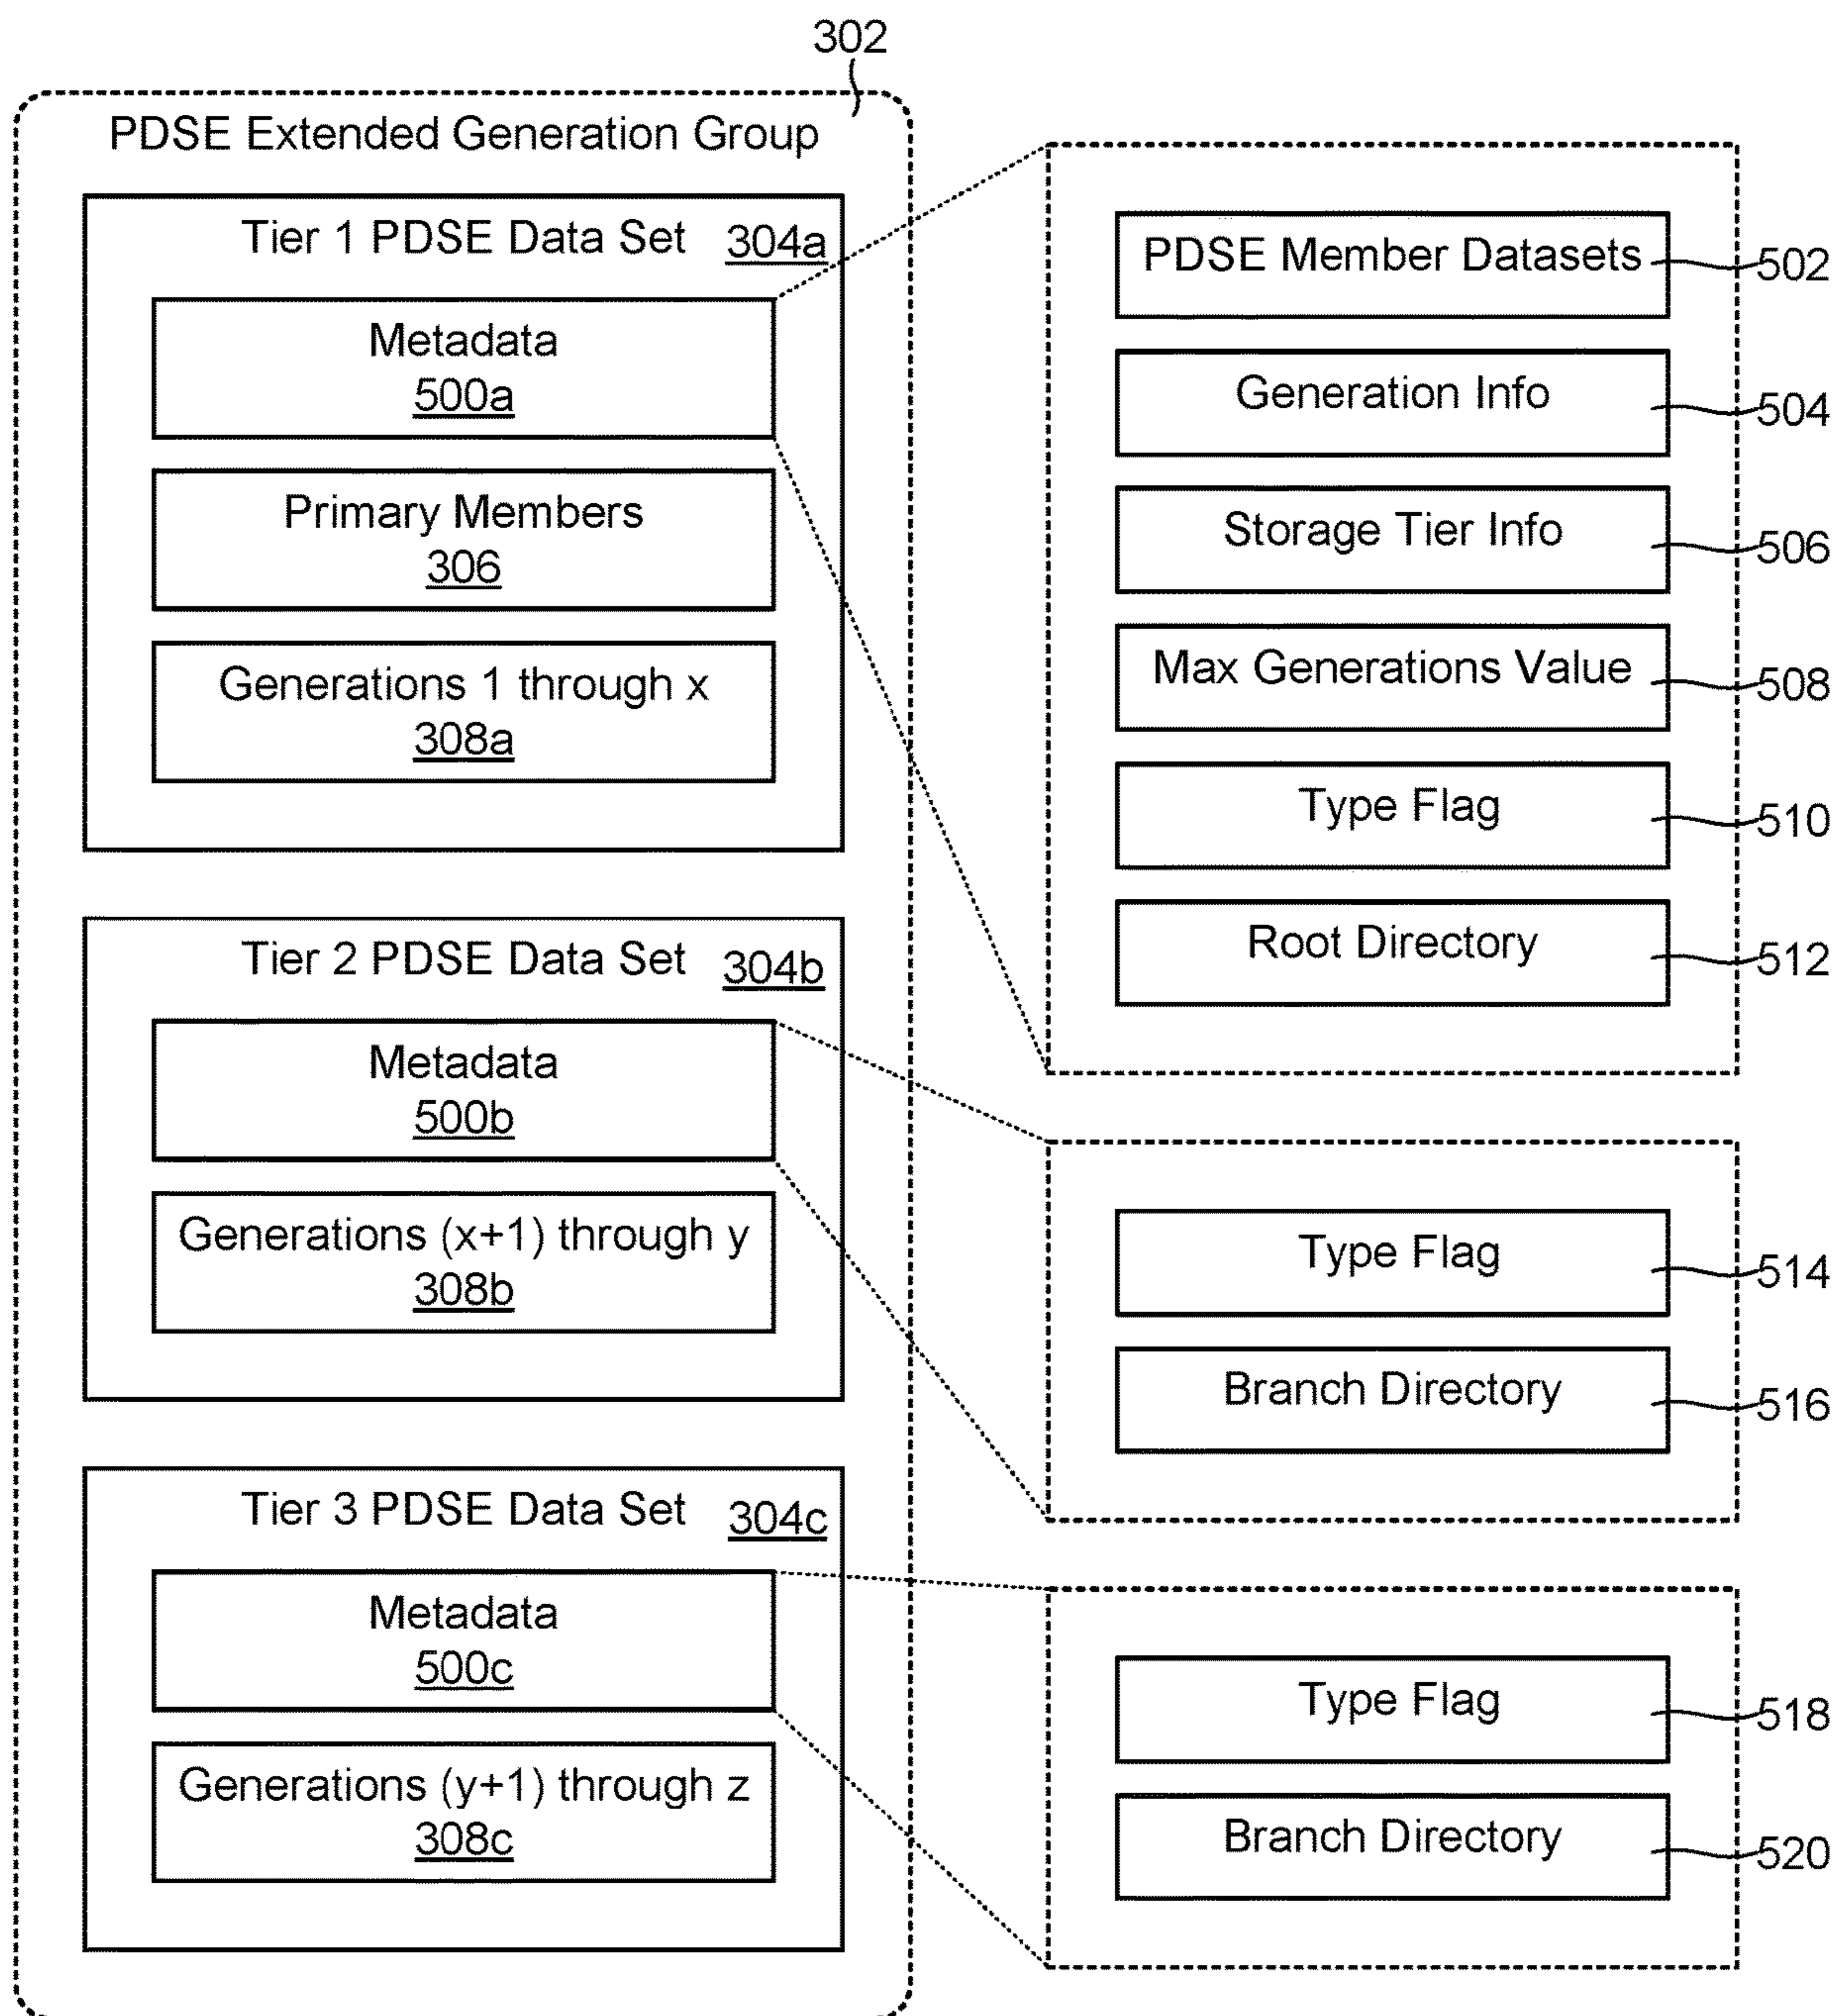 302
PDSE Extended Generation Group
Tier 1 PDSE Data Set 304a
Metadata
500a
Primary Members
306
Generations 1 through x
308a
Tier 2 PDSE Data Set 304b
Metadata
500b
Generations (x+1) through y
308b
Tier 3 PDSE Data Set 304c
Metadata
500c
Generations (y+1) through z
308c
PDSE Member Datasets 502
Generation Info 504
Storage Tier Info 506
Max Generations Value 508
Type Flag 510
Root Directory 512
Type Flag 514
Branch Directory 516
Type Flag 518
Branch Directory 520